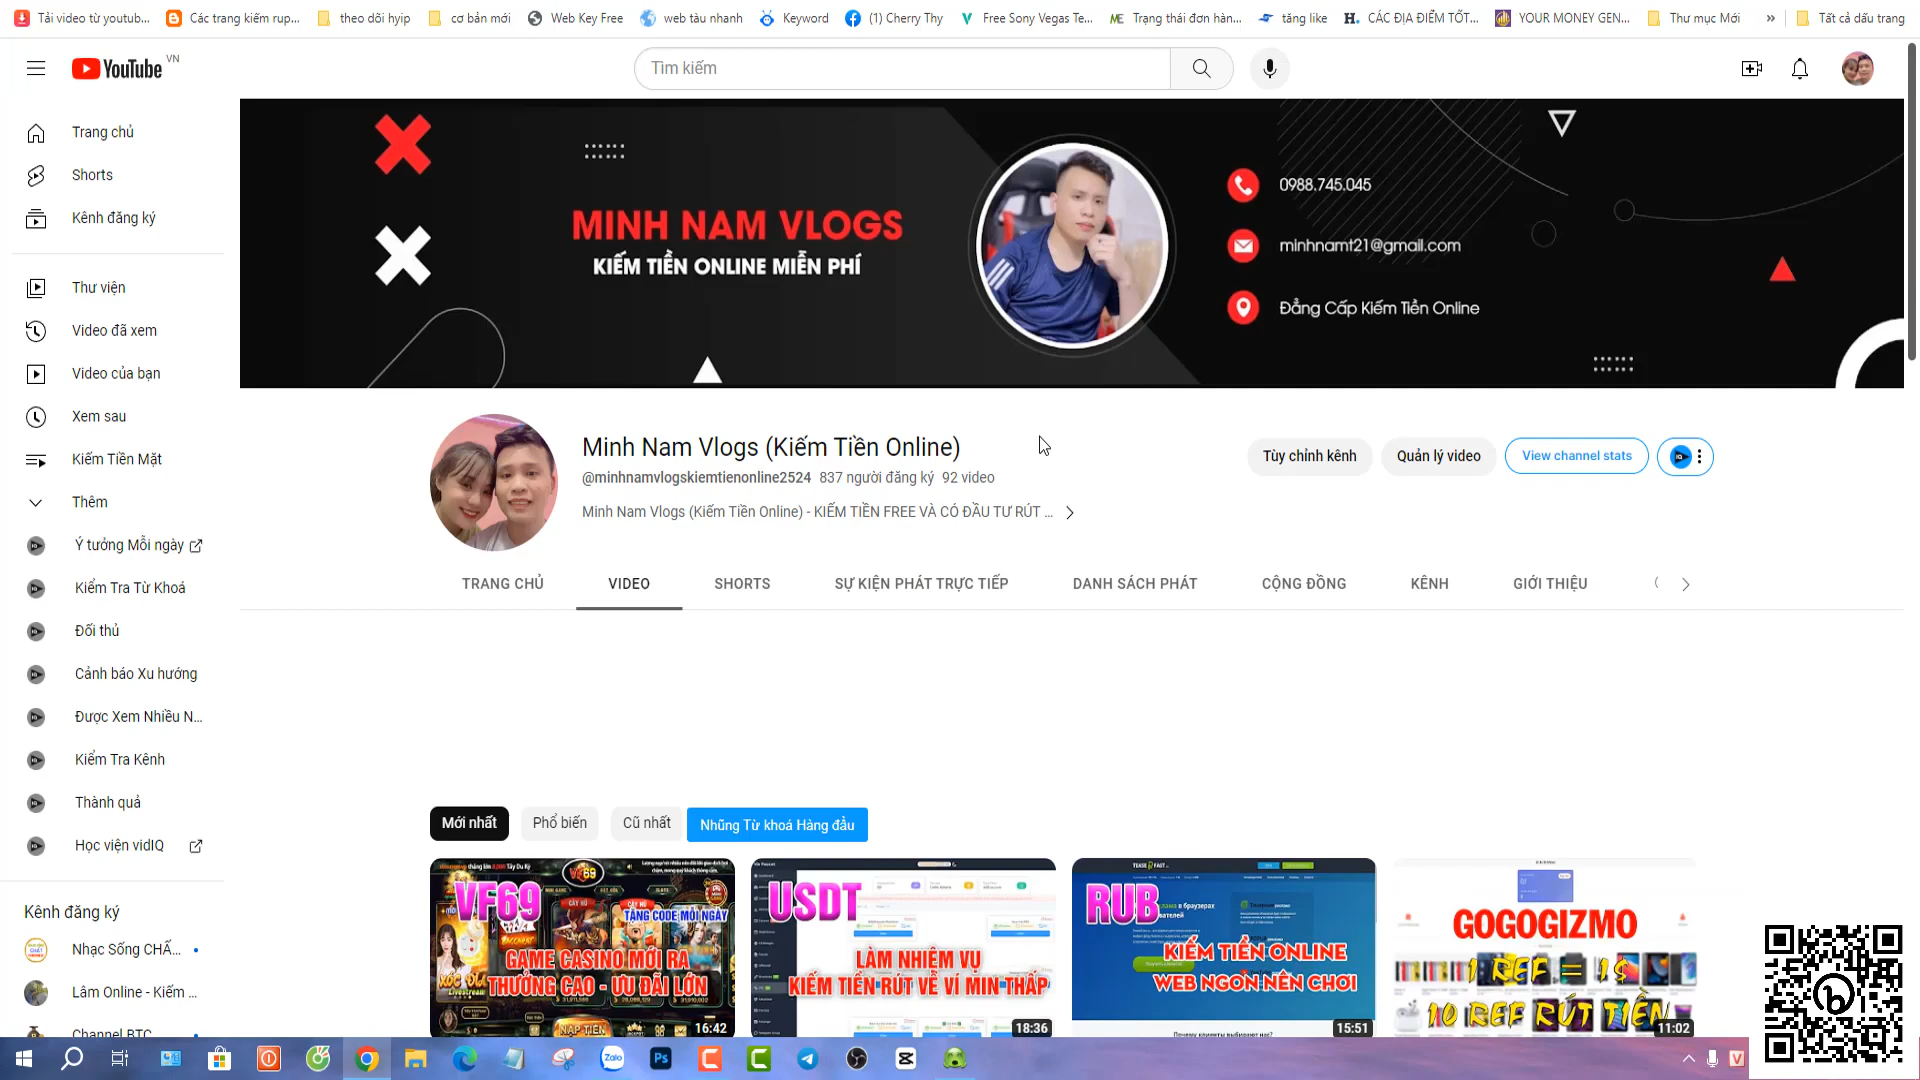 Tải video từ youtub...
Các trang kiếm rup...
theo dõi hyip
cơ bản mới
Web Key Free
web tàu nhanh
Keyword
(1) Cherry Thy
Free Sony Vegas Te...
Trạng thái đơn hàn...
tăng like
CÁC ĐỊA ĐIỂM TỐT...
YOUR MONEY GEN...
Thư mục Mới
»
Tất cả dấu trang
YouTube VN
Tìm kiếm
Trang chủ
Shorts
Kênh đăng ký
Thư viện
Video đã xem
Video của bạn
Xem sau
Kiếm Tiền Mặt
Thêm
Ý tưởng Mỗi ngày
Kiểm Tra Từ Khoá
Đối thủ
Cảnh báo Xu hướng
Được Xem Nhiều N...
Kiểm Tra Kênh
Thành quả
Học viện vidIQ
Kênh đăng ký
Nhạc Sống CHẤ...
Lâm Online - Kiếm ...
Channel BTC
MINH NAM VLOGS
KIẾM TIỀN ONLINE MIỄN PHÍ
0988.745.045
minhnamt21@gmail.com
Đẳng Cấp Kiếm Tiền Online
Minh Nam Vlogs (Kiếm Tiền Online)
@minhnamvlogskiemtienonline2524 837 người đăng ký 92 video
Minh Nam Vlogs (Kiếm Tiền Online) - KIẾM TIỀN FREE VÀ CÓ ĐẦU TƯ RÚT ...
Tùy chỉnh kênh
Quản lý video
View channel stats
TRANG CHỦ
VIDEO
SHORTS
SỰ KIỆN PHÁT TRỰC TIẾP
DANH SÁCH PHÁT
CỘNG ĐỒNG
KÊNH
GIỚI THIỆU
Mới nhất
Phổ biến
Cũ nhất
Những Từ khoá Hàng đầu
VF69
VF69
TẶNG CODE MỖI NGÀY
GAME CASINO MỚI RA
THƯỞNG CAO - ƯU ĐÃI LỚN
NẠP TIỀN
16:42
USDT
LÀM NHIỆM VỤ
KIẾM TIỀN RÚT VỀ VÍ MIN THẤP
18:36
RUB
KIẾM TIỀN ONLINE
WEB NGON NÊN CHƠI
15:51
GOGOGIZMO
1 REF = 1$
10 REF RÚT TIỀN
11:02
Zalo
Ps